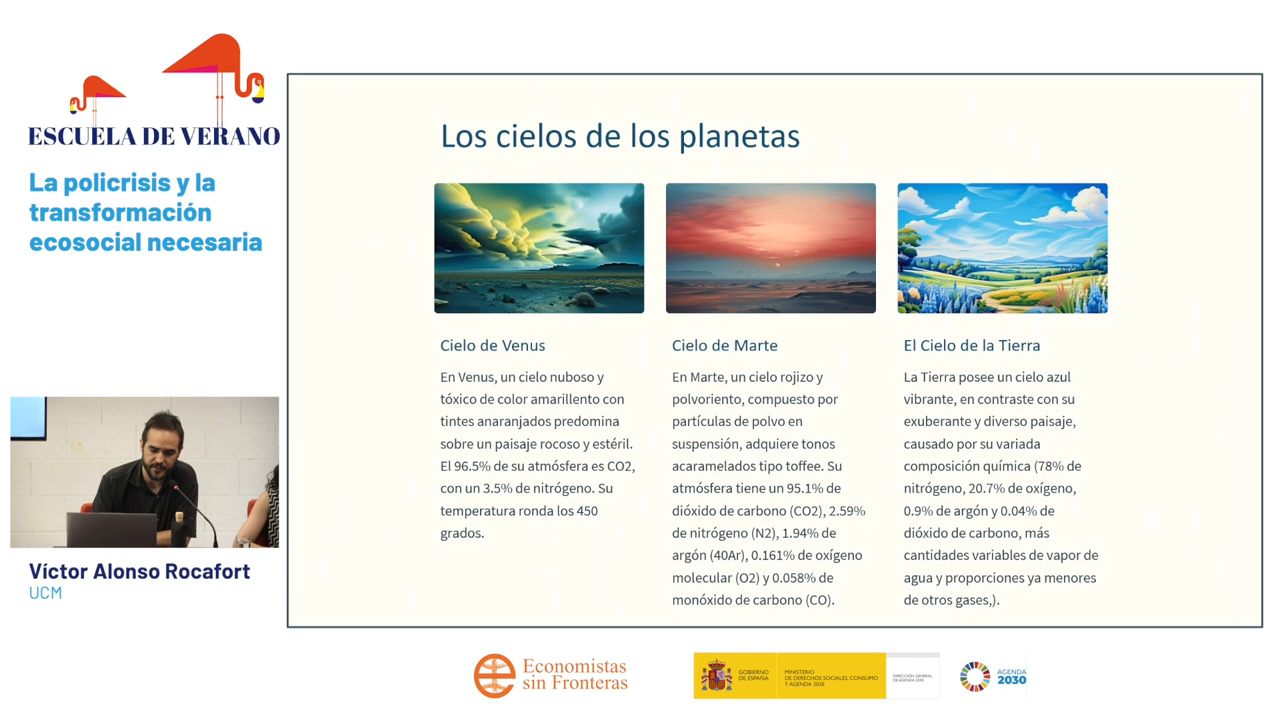 ESCUELA DE VERANO
La policrisis y la
transformación
ecosocial necesaria
Víctor Alonso Rocafort
UCM
Los cielos de los planetas
Cielo de Venus
En Venus, un cielo nuboso y
tóxico de color amarillento con
tintes anaranjados predomina
sobre un paisaje rocoso y estéril.
El 96.5% de su atmósfera es CO2,
con un 3.5% de nitrógeno. Su
temperatura ronda los 450
grados.
Cielo de Marte
En Marte, un cielo rojizo y
polvoriento, compuesto por
partículas de polvo en
suspensión, adquiere tonos
acaramelados tipo toffee. Su
atmósfera tiene un 95.1% de
dióxido de carbono (CO2), 2.59%
de nitrógeno (N2), 1.94% de
argón (40Ar), 0.161% de oxígeno
molecular (O2) y 0.058% de
monóxido de carbono (CO).
El Cielo de la Tierra
La Tierra posee un cielo azul
vibrante, en contraste con su
exuberante y diverso paisaje,
causado por su variada
composición química (78% de
nitrógeno, 20.7% de oxígeno,
0.9% de argón y 0.04% de
dióxido de carbono, más
cantidades variables de vapor de
agua y proporciones ya menores
de otros gases,).
Economistas
sin Fronteras
GOBIERNO
DE ESPAÑA
MINISTERIO
DE DERECHOS SOCIALES, CONSUMO
Y AGENDA 2030
DIRECCIÓN GENERAL
DE AGENDA 2030
AGENDA
2030